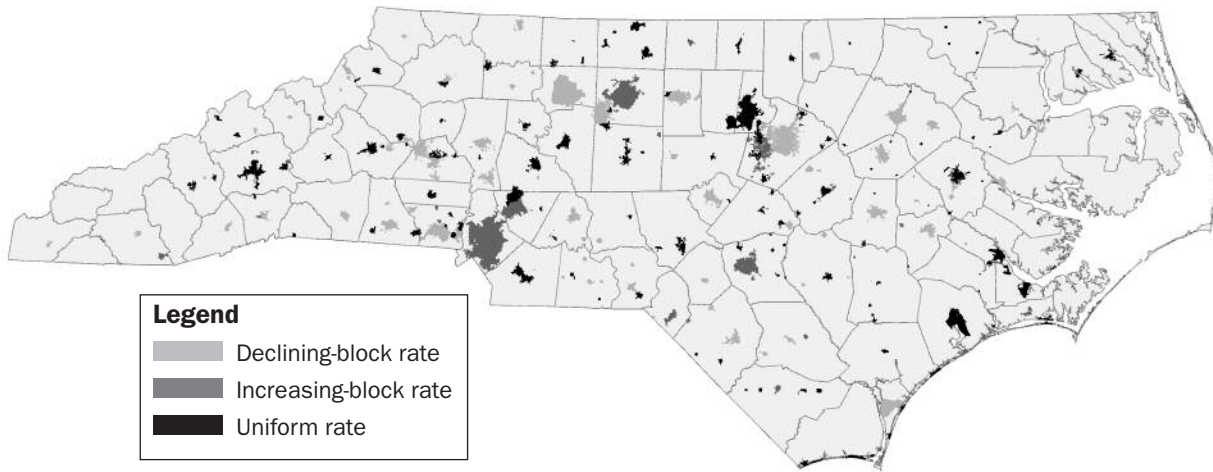 Legend
Declining-block rate
Increasing-block rate
Uniform rate